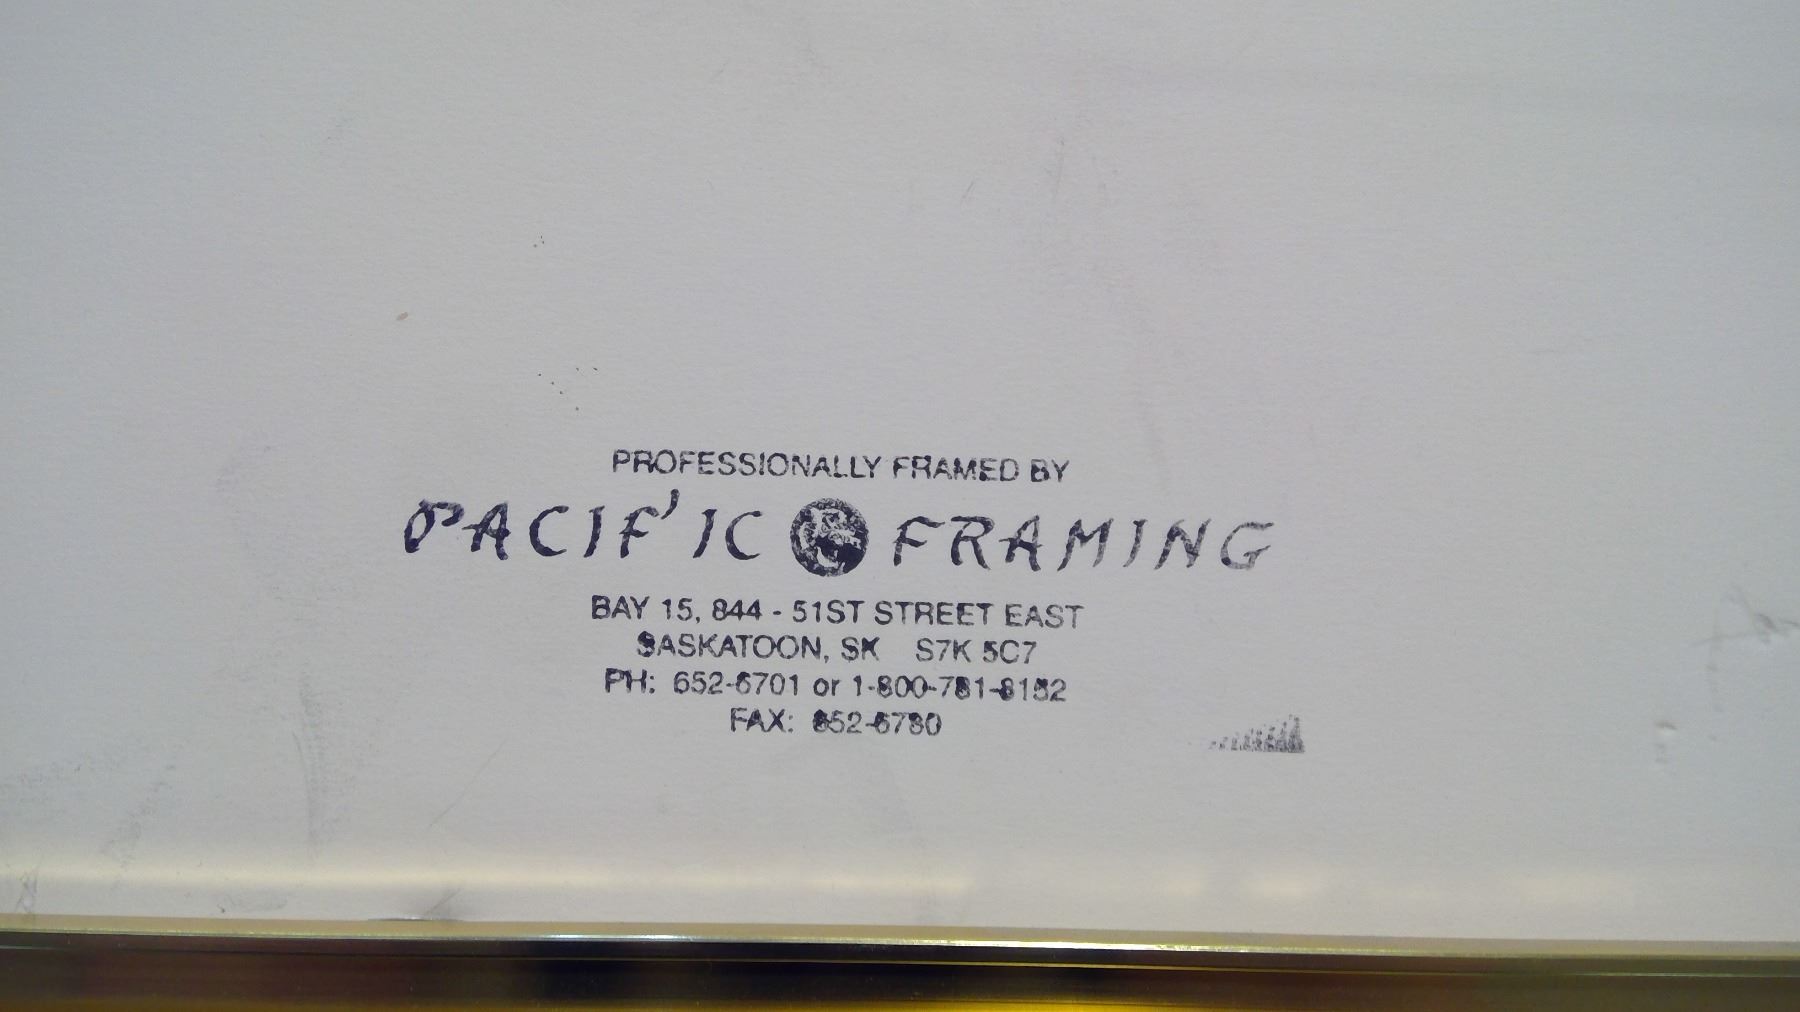 PROFESSIONALLY FRAMED BY
PACIF'IC FRAMING
BAY 15, 844 - 51ST STREET EAST
SASKATOON, SK S7K 5C7
PH: 652-6701 or 1-800-781-8182
FAX: 652-6780